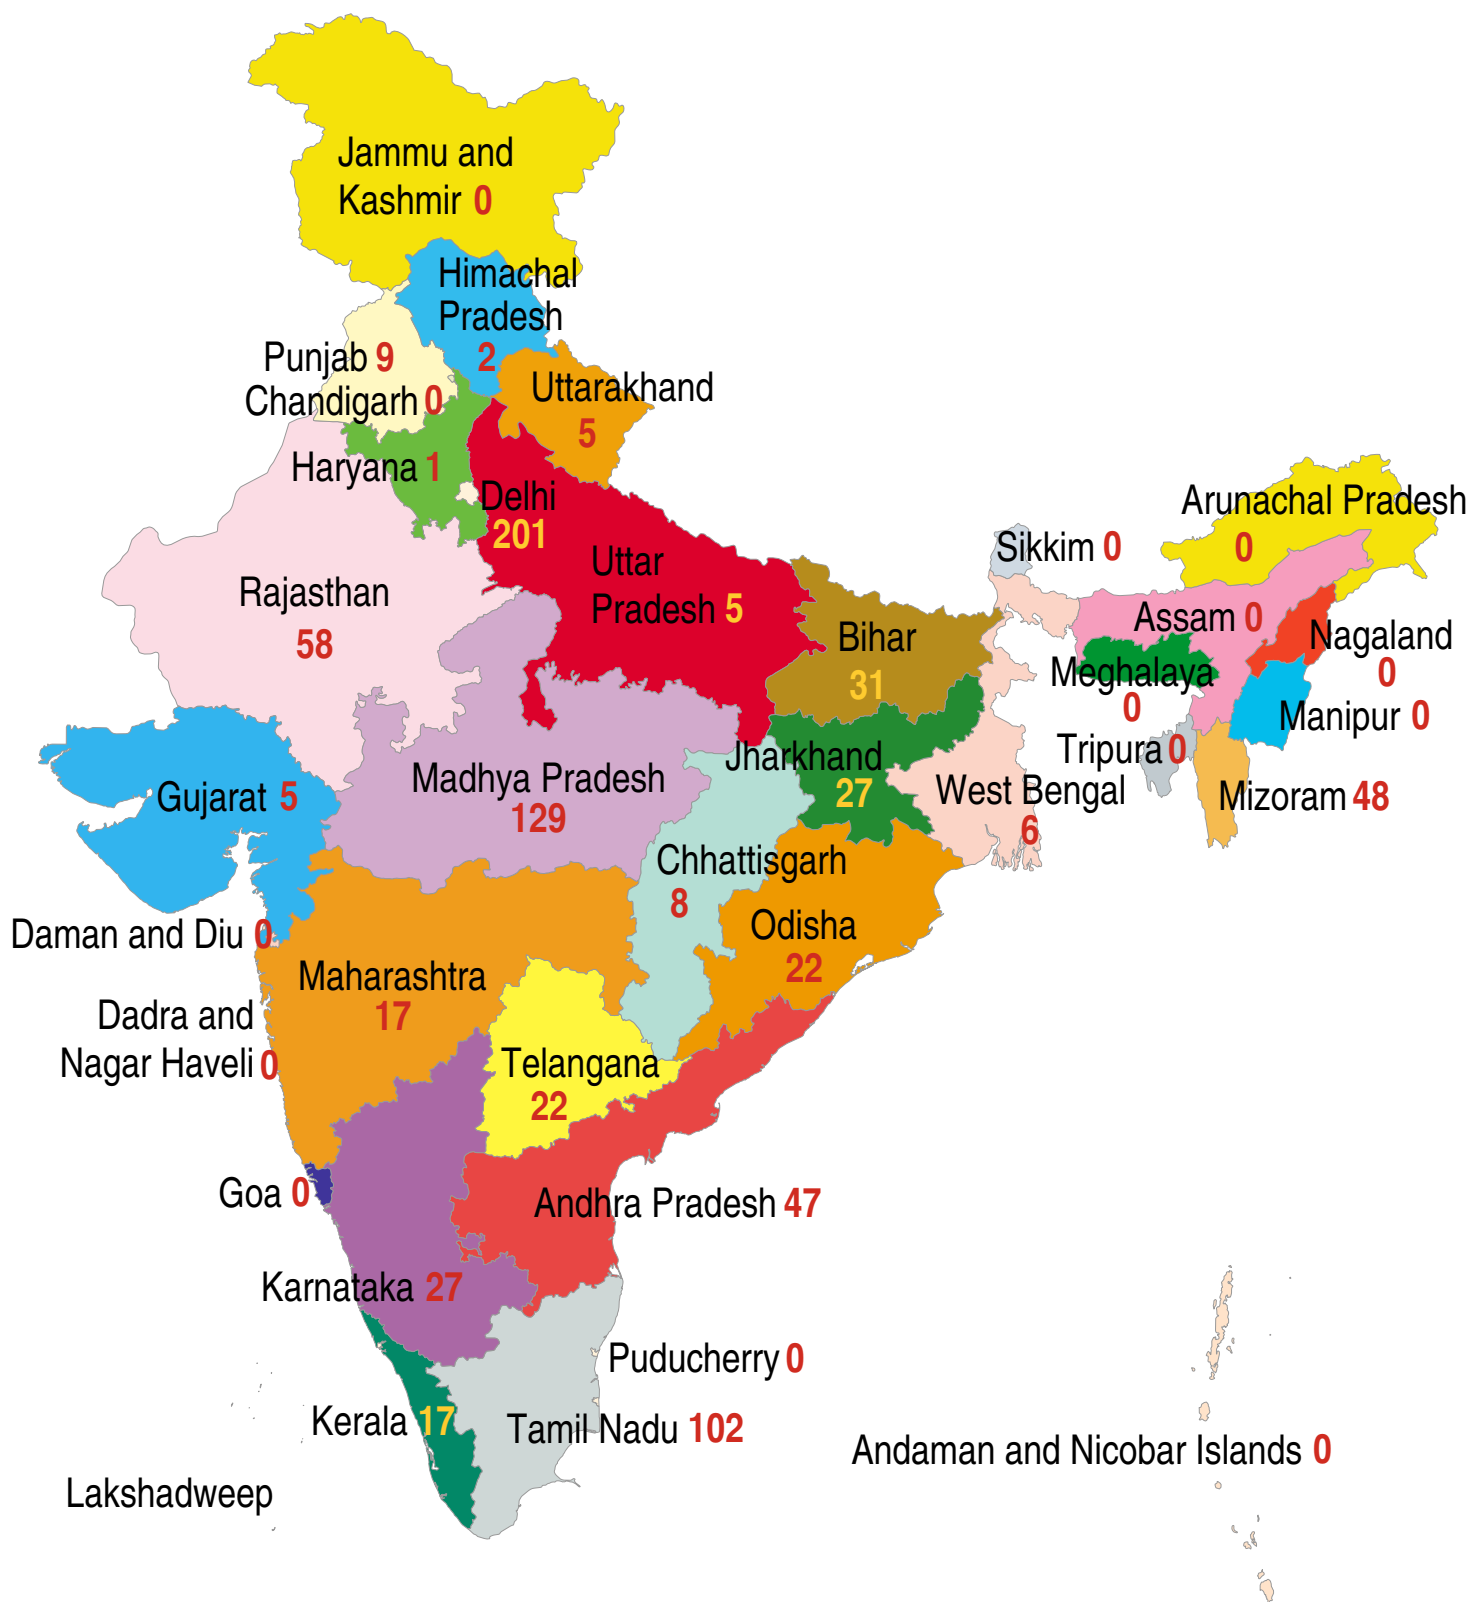 Jammu and
Kashmir 0
Himachal
Pradesh
2
Punjab 9
Chandigarh 0
Uttarakhand
5
Haryana 1
Delhi
201
Arunachal Pradesh
0
Sikkim 0
Uttar
Pradesh 5
Rajasthan
58
Assam 0
Bihar
31
Nagaland
0
Meghalaya
0
Manipur 0
Tripura 0
Jharkhand
27
Madhya Pradesh
129
West Bengal
6
Mizoram 48
Gujarat 5
Chhattisgarh
8
Odisha
22
Daman and Diu 0
Maharashtra
17
Dadra and
Nagar Haveli 0
Telangana
22
Goa 0
Andhra Pradesh 47
Karnataka 27
Puducherry 0
Kerala 17
Tamil Nadu 102
Andaman and Nicobar Islands 0
Lakshadweep